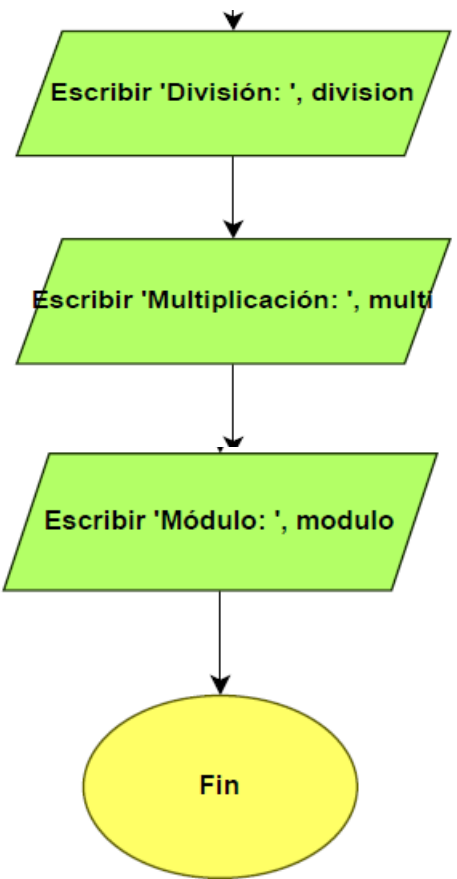 Escribir 'División: ', division
Escribir 'Multiplicación: ', multi
Escribir 'Módulo: ', modulo
Fin